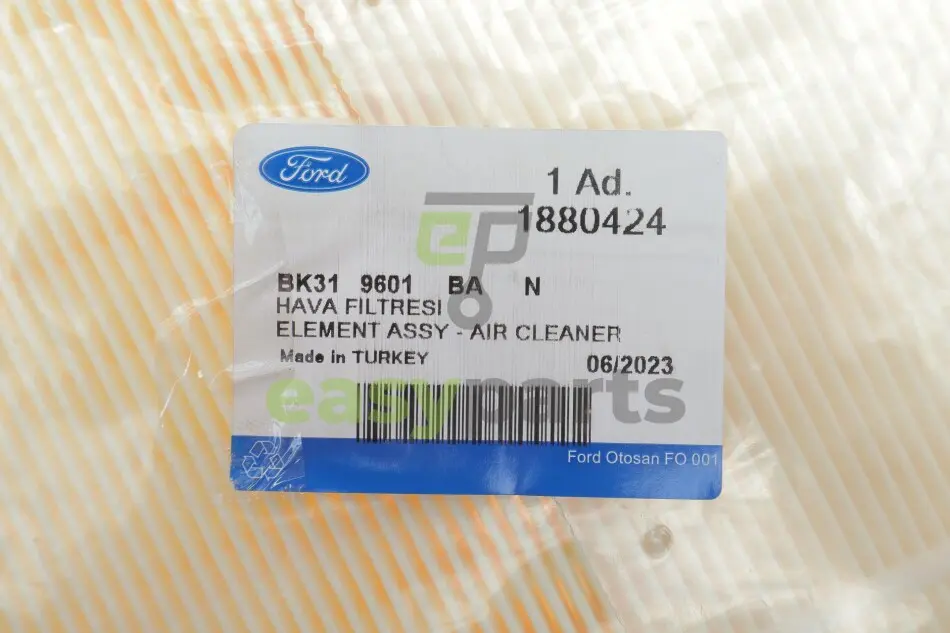 Ford
1 Ad.
1880424
BK31 9601 BA N
HAVA FILTRESI
ELEMENT ASSY - AIR CLEANER
Made in TURKEY
06/2023
easyparts
Ford Otosan FO 001
ep